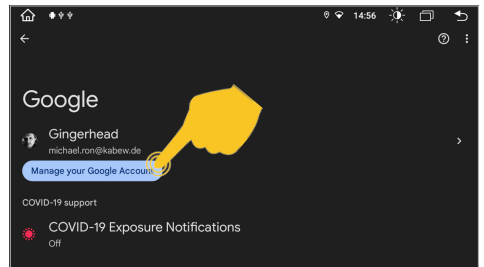 14:56
Google
Gingerhead
michael.ron@kabew.de
Manage your Google Account
COVID-19 support
COVID-19 Exposure Notifications
Off